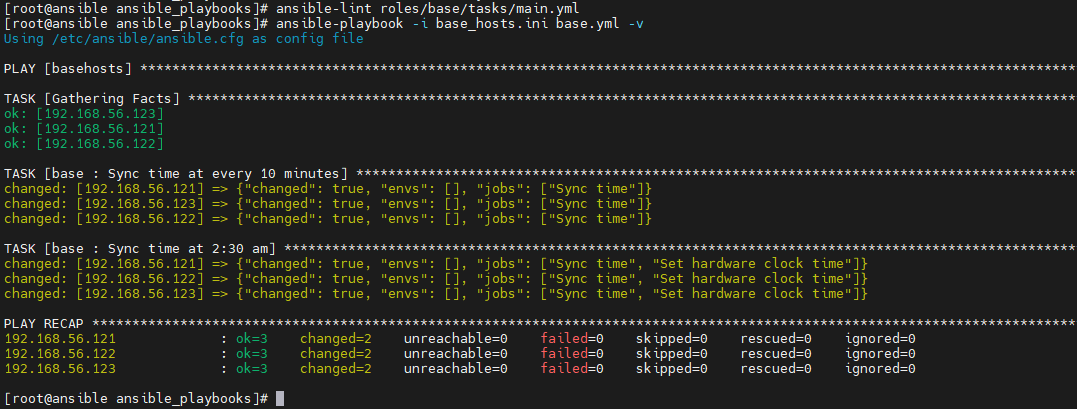 [root@ansible ansible_playbooks]# ansible-lint roles/base/tasks/main.yml
[root@ansible ansible_playbooks]# ansible-playbook -i base_hosts.ini base.yml -v
Using /etc/ansible/ansible.cfg as config file
PLAY [basehosts] *********************************************************************************************************************
TASK [Gathering Facts] ***************************************************************************************************************
ok: [192.168.56.123]
ok: [192.168.56.121]
ok: [192.168.56.122]
TASK [base : Sync time at every 10 minutes] ******************************************************************************************
changed: [192.168.56.121] => {"changed": true, "envs": [], "jobs": ["Sync time"]}
changed: [192.168.56.123] => {"changed": true, "envs": [], "jobs": ["Sync time"]}
changed: [192.168.56.122] => {"changed": true, "envs": [], "jobs": ["Sync time"]}
TASK [base : Sync time at 2:30 am] ***************************************************************************************************
changed: [192.168.56.121] => {"changed": true, "envs": [], "jobs": ["Sync time", "Set hardware clock time"]}
changed: [192.168.56.122] => {"changed": true, "envs": [], "jobs": ["Sync time", "Set hardware clock time"]}
changed: [192.168.56.123] => {"changed": true, "envs": [], "jobs": ["Sync time", "Set hardware clock time"]}
PLAY RECAP ***************************************************************************************************************************
192.168.56.121             : ok=3    changed=2    unreachable=0    failed=0    skipped=0    rescued=0    ignored=0
192.168.56.122             : ok=3    changed=2    unreachable=0    failed=0    skipped=0    rescued=0    ignored=0
192.168.56.123             : ok=3    changed=2    unreachable=0    failed=0    skipped=0    rescued=0    ignored=0
[root@ansible ansible_playbooks]#